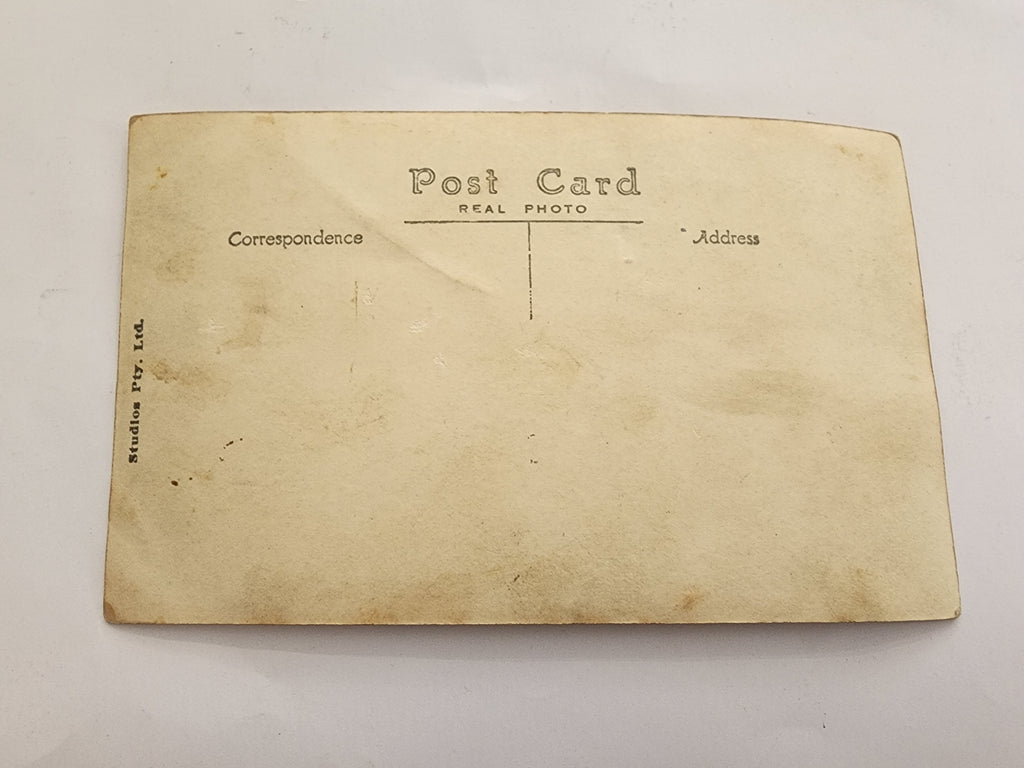 Post Card
REAL PHOTO
Correspondence
Address
Studios Pty. Ltd.